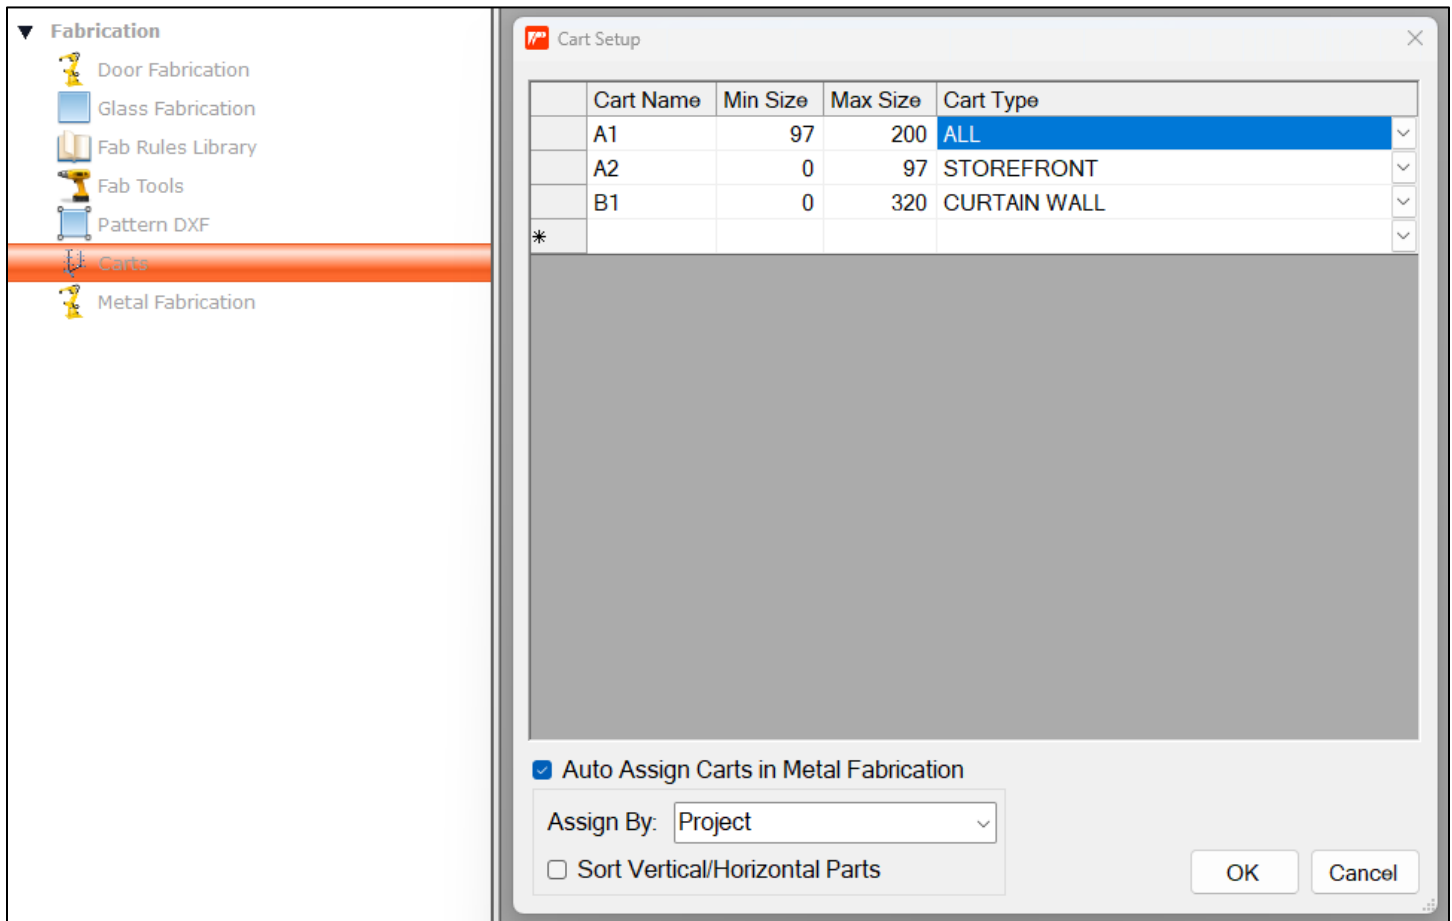 Fabrication
Door Fabrication
Glass Fabrication
Fab Rules Library
Fab Tools
Pattern DXF
Carts
Metal Fabrication
Cart Setup
Cart Name Min Size Max Size Cart Type
A1 97 200 ALL
A2 0 97 STOREFRONT
B1 0 320 CURTAIN WALL
*
Auto Assign Carts in Metal Fabrication
Assign By: Project
Sort Vertical/Horizontal Parts
OK Cancel